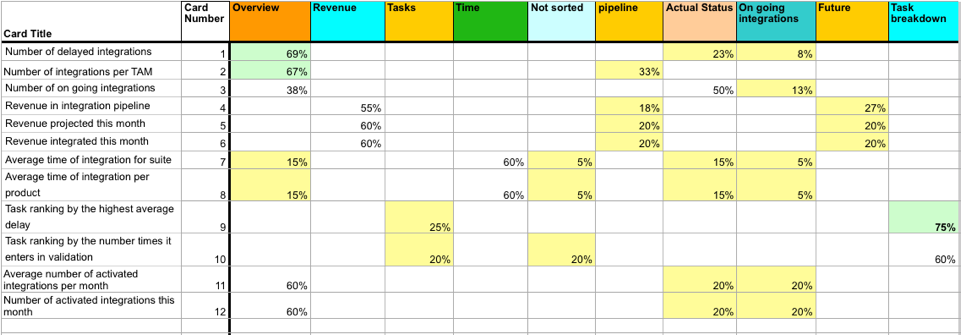 Card Title Card Number Overview Revenue Tasks Time Not sorted pipeline Actual Status On going integrations Future Task breakdown
Number of delayed integrations 1 69% 23% 8%
Number of integrations per TAM 2 67% 33%
Number of on going integrations 3 38% 50% 13%
Revenue in integration pipeline 4 55% 18% 27%
Revenue projected this month 5 60% 20% 20%
Revenue integrated this month 6 60% 20% 20%
Average time of integration for suite 7 15% 60% 5% 15% 5%
Average time of integration per
product 8 15% 60% 5% 15% 5%
Task ranking by the highest average
delay 9 25% 75%
Task ranking by the number times it
enters in validation 10 20% 20% 60%
Average number of activated
integrations per month 11 60% 20% 20%
Number of activated integrations this
month 12 60% 20% 20%